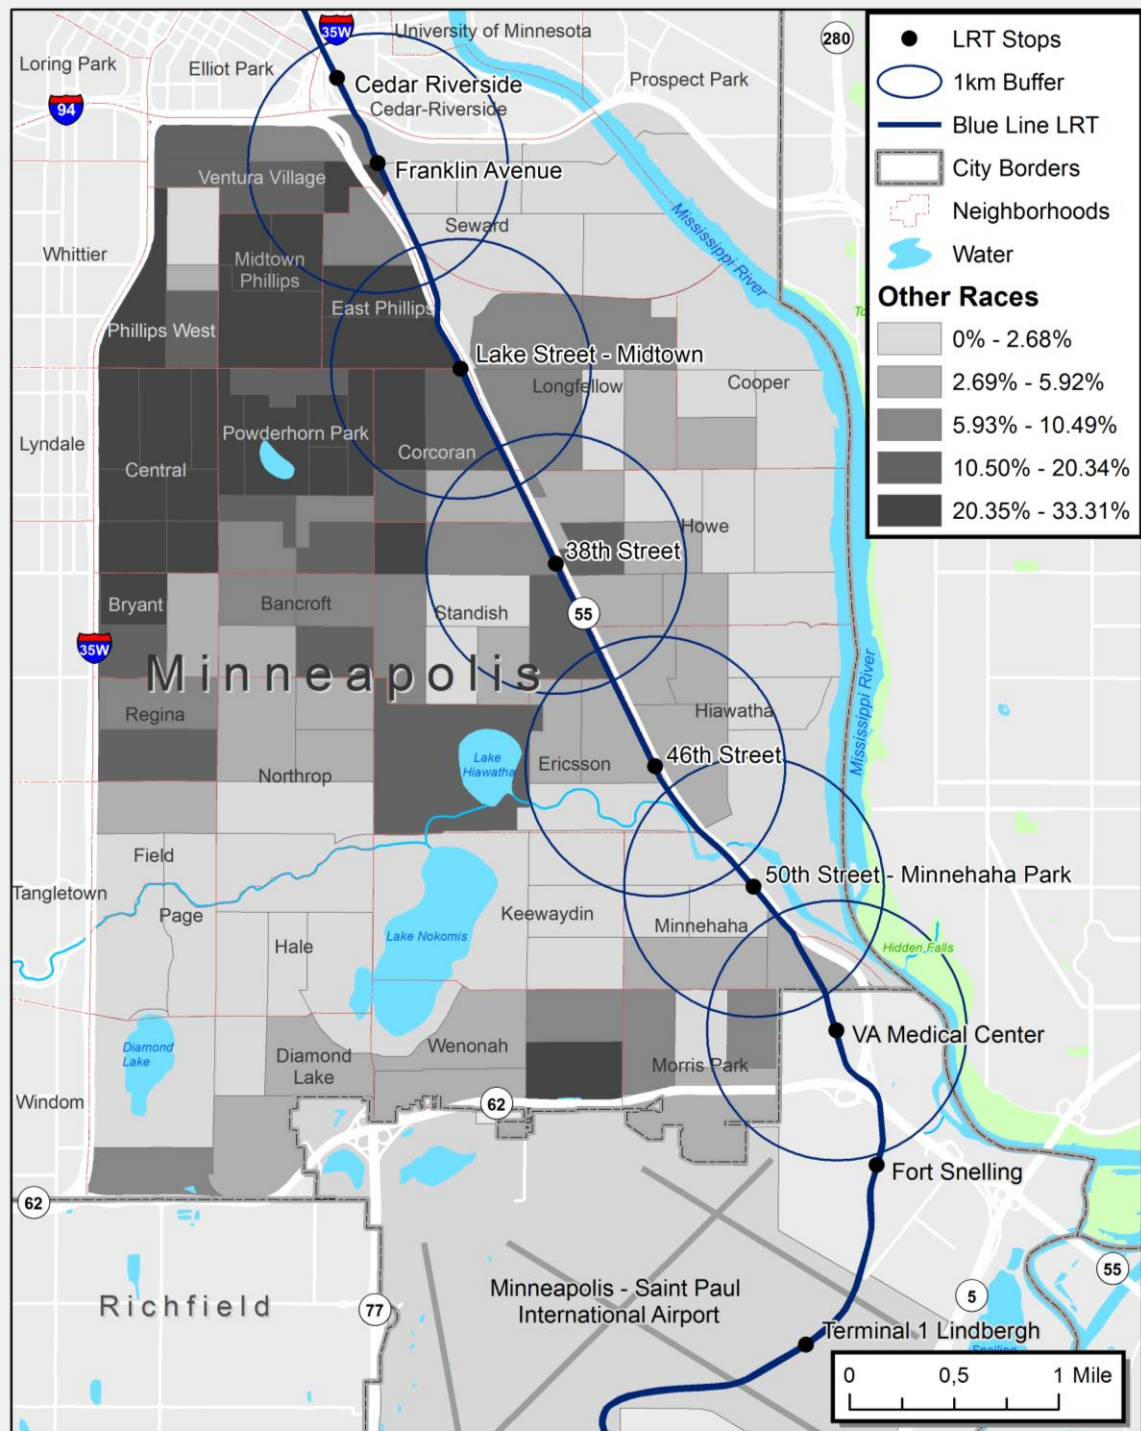 35W
University of Minnesota
280
Loring Park
Elliot Park
Prospect Park
Cedar Riverside
Cedar-Riverside
94
Franklin Avenue
Ventura Village
Seward
Mississippi River
Whittier
Midtown
Phillips
East Phillips
Phillips West
Lake Street - Midtown
Longfellow
Cooper
Lyndale
Powderhorn Park
Corcoran
Central
Howe
38th Street
Bryant
Bancroft
Standish
55
35W
Minneapolis
Mississippi River
Regina
Hiawatha
46th Street
Northrop
Lake
Hiawatha
Ericsson
Field
Tangletown
50th Street - Minnehaha Park
Page
Keewaydin
Minnehaha
Hale
Lake Nokomis
Hidden Falls
VA Medical Center
Diamond
Lake
Diamond
Lake
Wenonah
Morris Park
Windom
62
Fort Snelling
62
55
Minneapolis - Saint Paul
International Airport
Richfield
77
5
Terminal 1 Lindbergh
LRT Stops
1km Buffer
Blue Line LRT
City Borders
Neighborhoods
Water
Other Races
0% - 2.68%
2.69% - 5.92%
5.93% - 10.49%
10.50% - 20.34%
20.35% - 33.31%
0 0,5 1 Mile